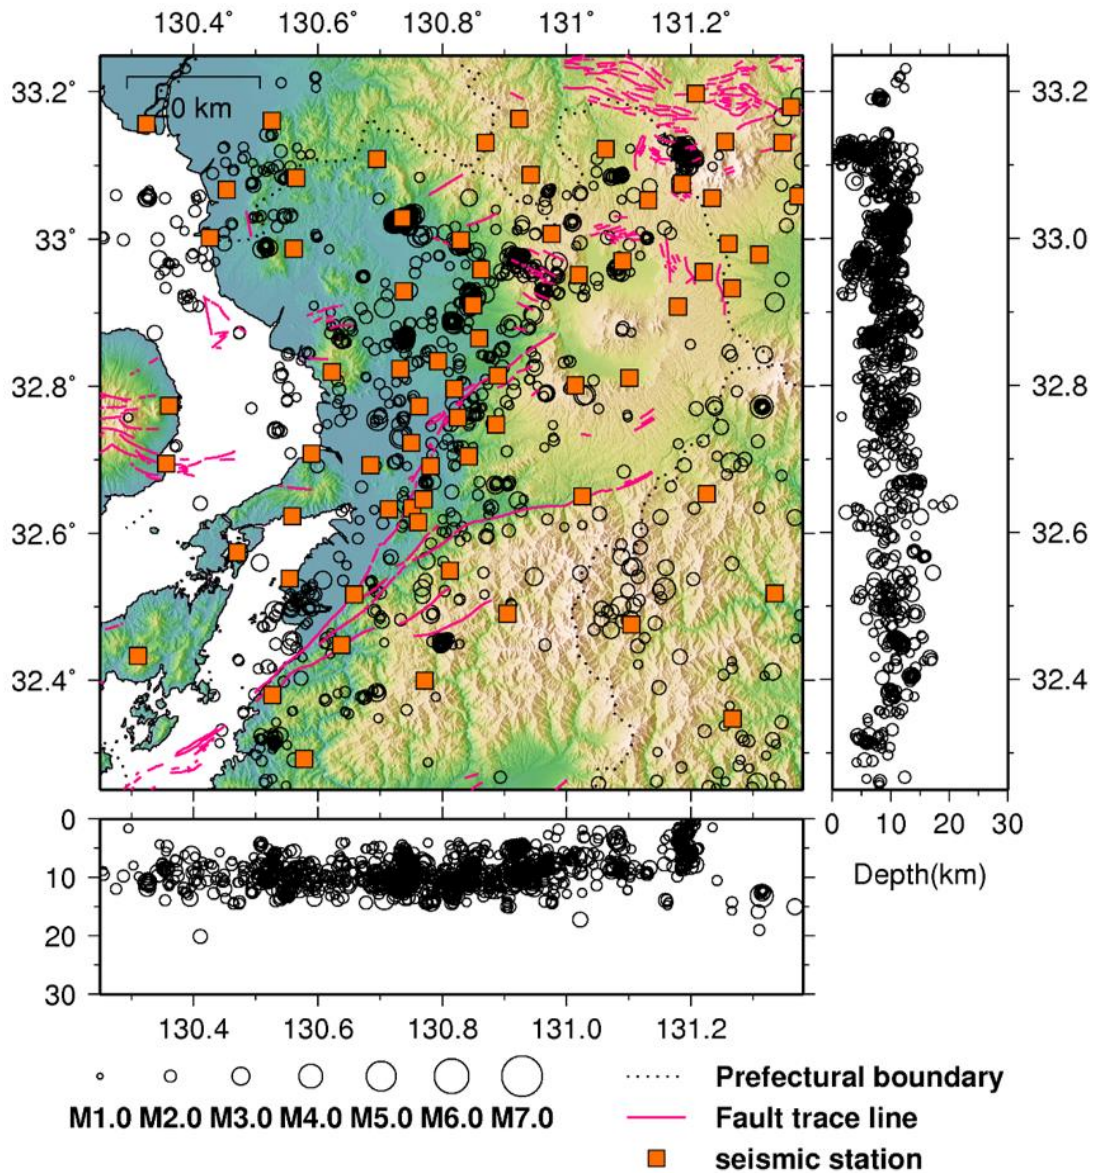 130.4° 130.6° 130.8° 131° 131.2°
33.2° 33.2
20 km
33° 33.0
32.8° 32.8
32.6° 32.6
32.4° 32.4
0 0 10 20 30
10 Depth(km)
20
30
130.4 130.6 130.8 131.0 131.2
M1.0 M2.0 M3.0 M4.0 M5.0 M6.0 M7.0
Prefectural boundary
Fault trace line
seismic station